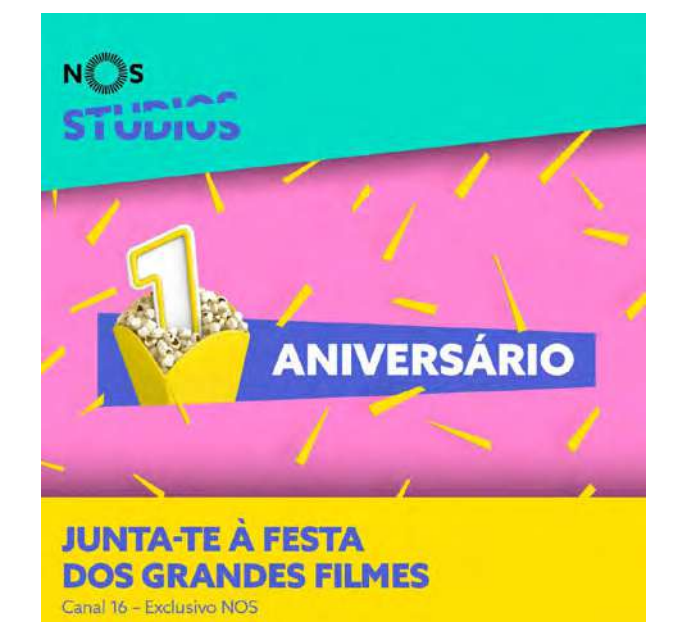 NOS
STUDIOS
1
ANIVERSÁRIO
JUNTA-TE À FESTA
DOS GRANDES FILMES
Canal 16 – Exclusivo NOS